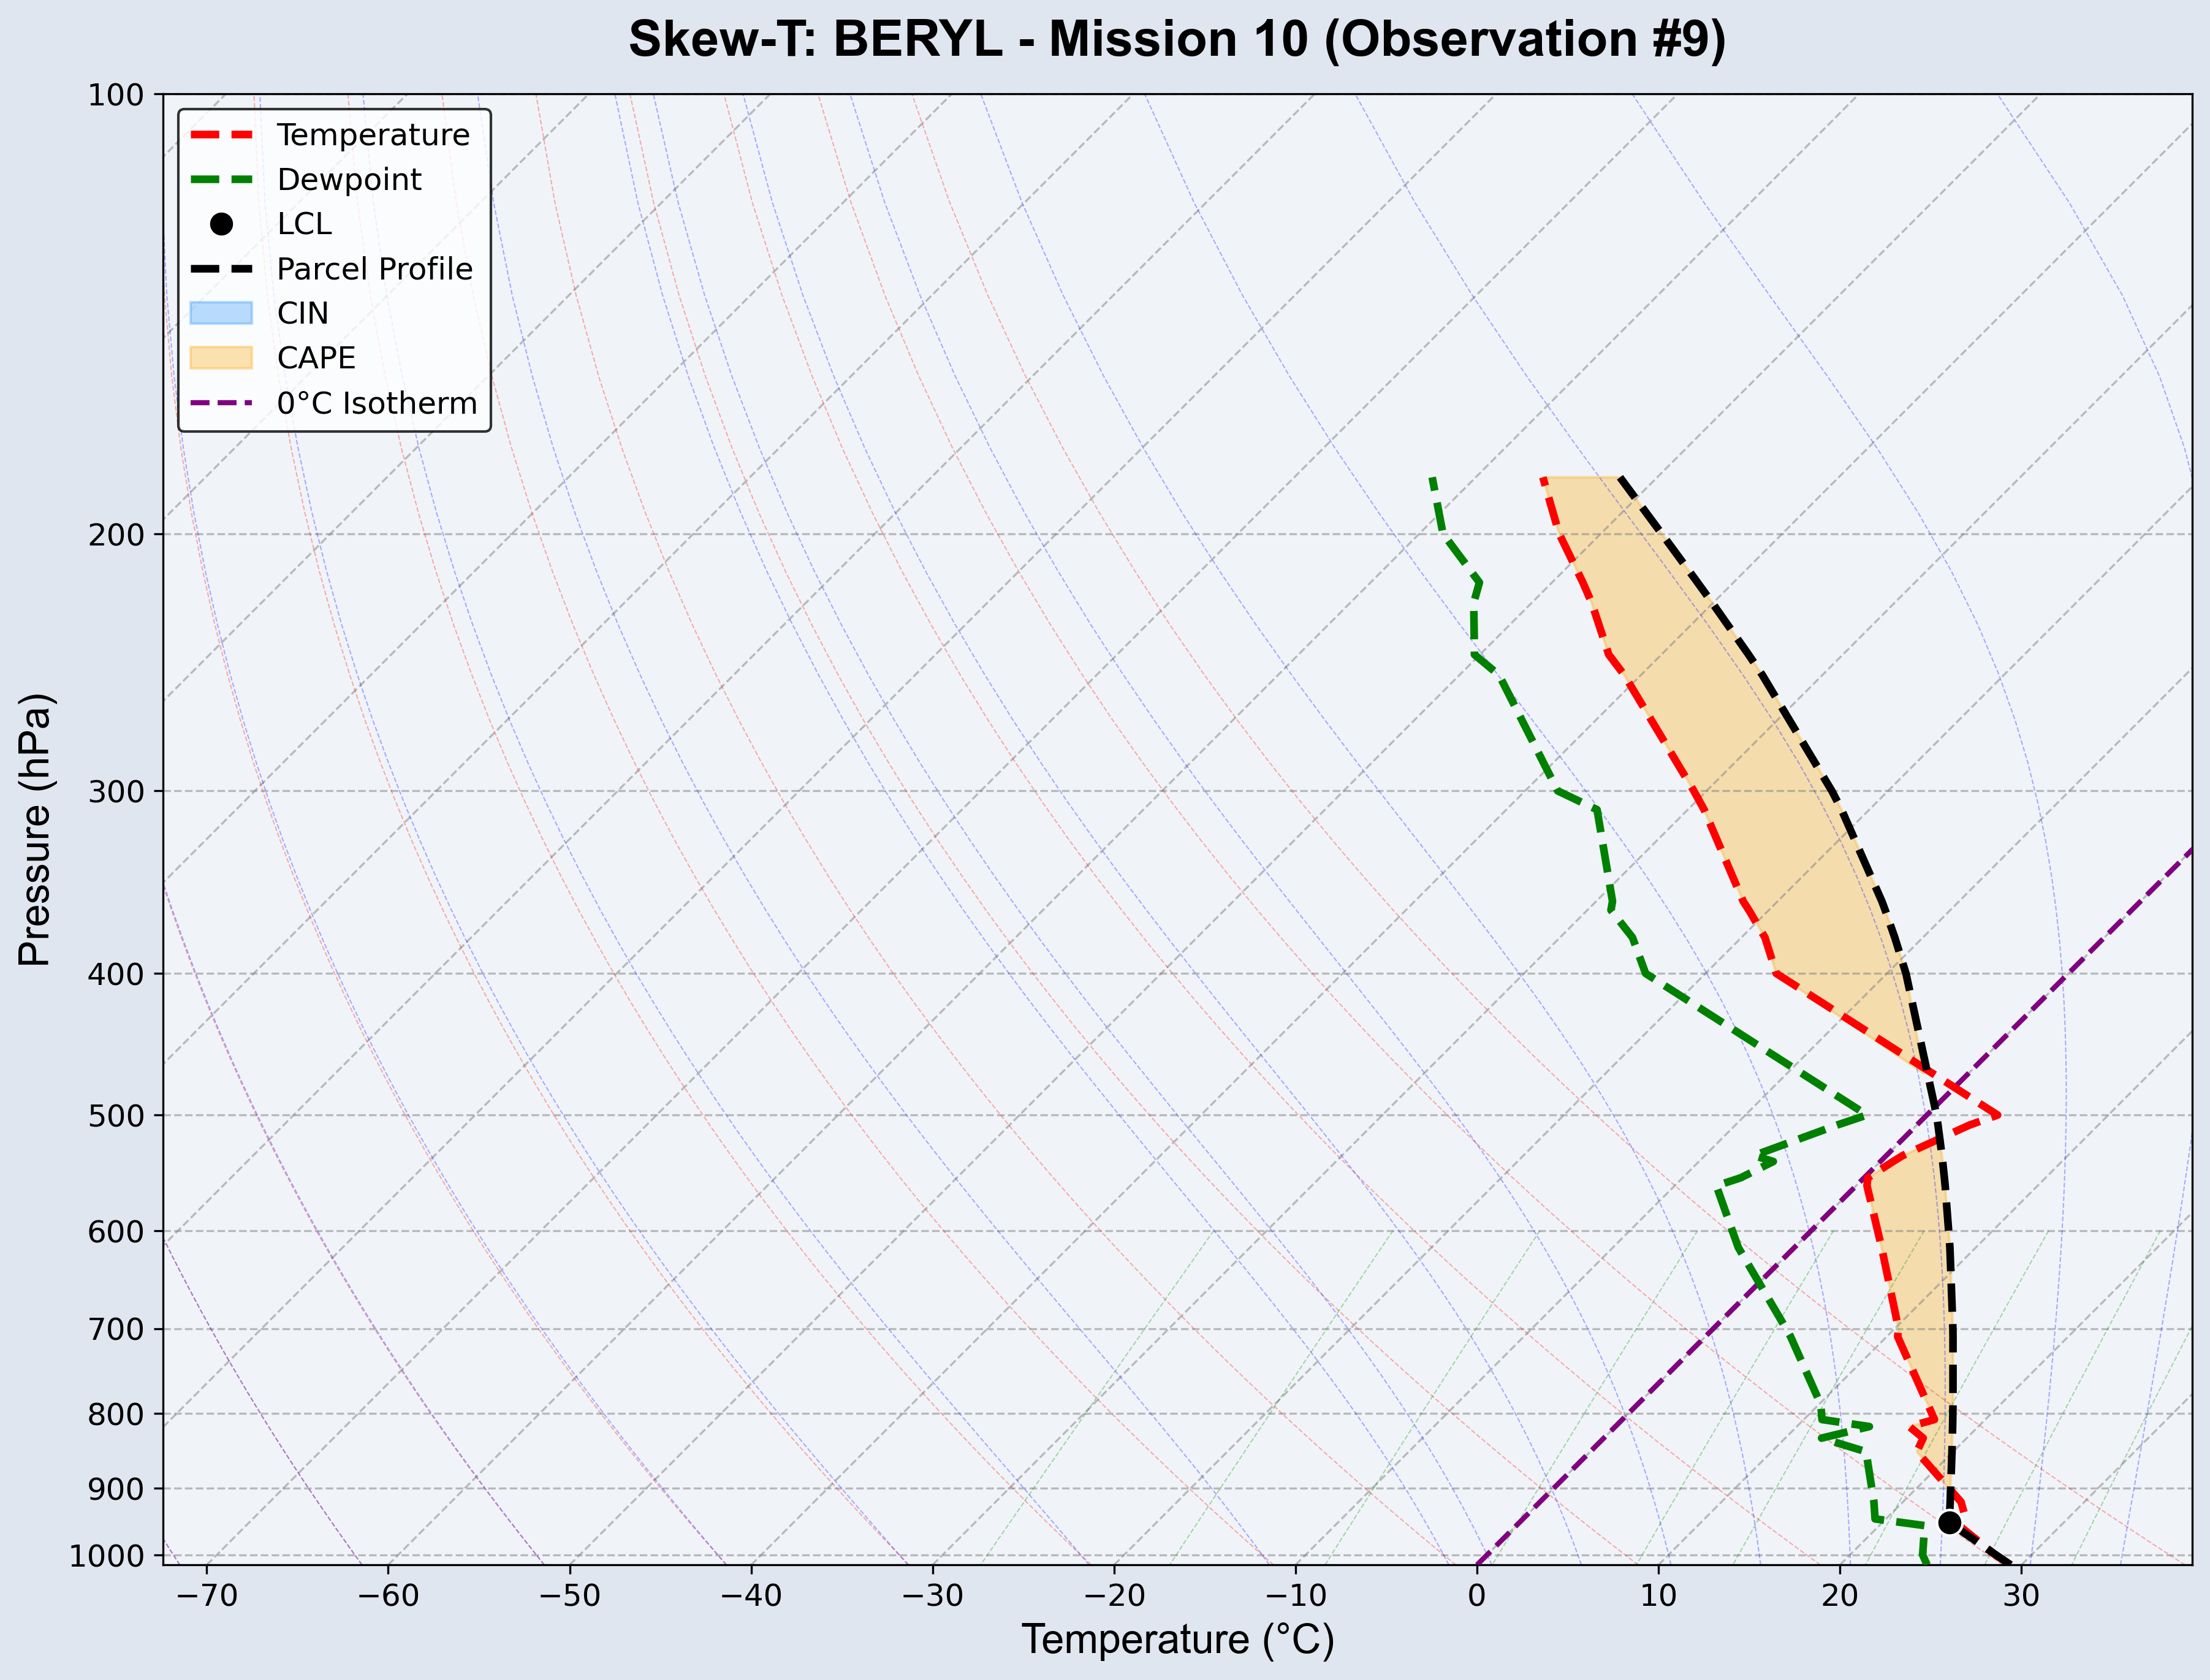 Skew-T: BERYL - Mission 10 (Observation #9)
Temperature
Dewpoint
LCL
Parcel Profile
CIN
CAPE
0°C Isotherm
Pressure (hPa)
100
200
300
400
500
600
700
800
900
1000
−70 −60 −50 −40 −30 −20 −10 0 10 20 30
Temperature (°C)